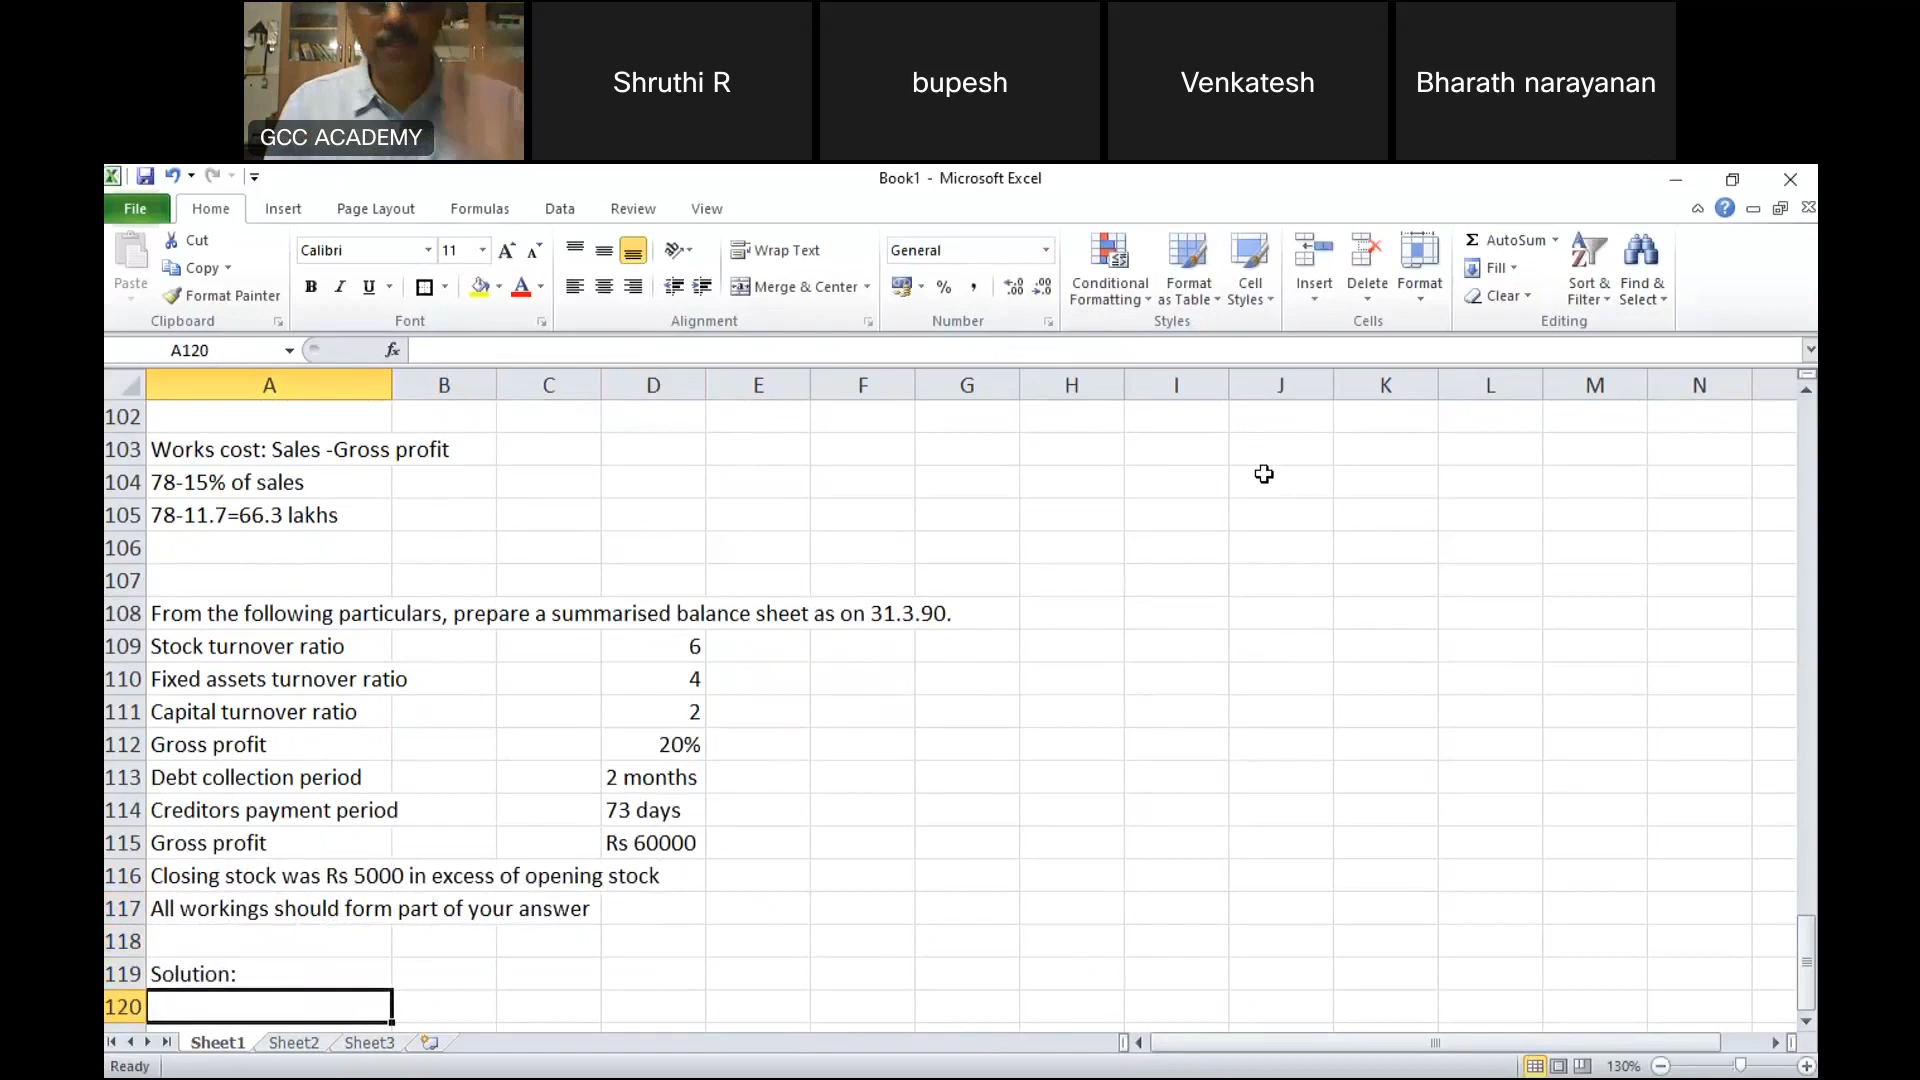 Shruthi R
bupesh
Venkatesh
Bharath narayanan
GCC ACADEMY
Book1 - Microsoft Excel
File Home Insert Page Layout Formulas Data Review View
Paste
Cut
Copy
Format Painter
Clipboard
Calibri 11
B I U
Font
Wrap Text
Merge & Center
Alignment
General
Number
Conditional Formatting
Format as Table
Cell Styles
Styles
Insert
Delete
Format
Cells
Σ AutoSum
Fill
Clear
Sort & Filter
Find & Select
Editing
A120 fx
A B C D E F G H I J K L M N
102
103 Works cost: Sales -Gross profit
104 78-15% of sales
105 78-11.7=66.3 lakhs
106
107
108 From the following particulars, prepare a summarised balance sheet as on 31.3.90.
109 Stock turnover ratio 6
110 Fixed assets turnover ratio 4
111 Capital turnover ratio 2
112 Gross profit 20%
113 Debt collection period 2 months
114 Creditors payment period 73 days
115 Gross profit Rs 60000
116 Closing stock was Rs 5000 in excess of opening stock
117 All workings should form part of your answer
118
119 Solution:
120
Sheet1 Sheet2 Sheet3
Ready 130%